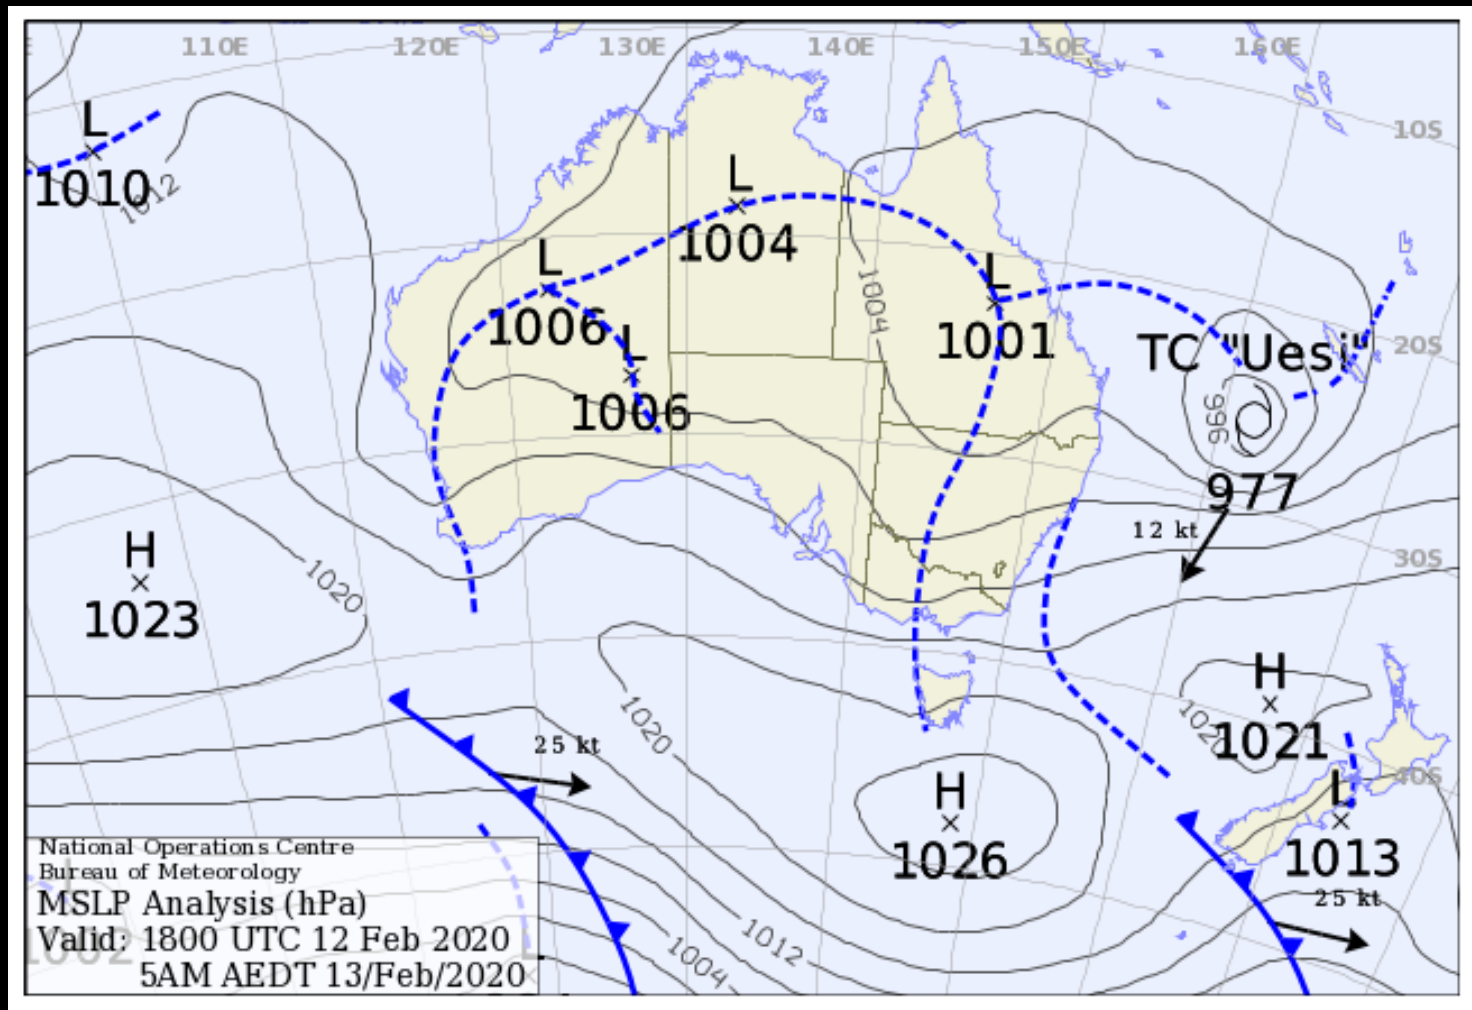 110E 120E 130E 140E 150E 160E
10S
L
1010
1012
L
1004
L
1006
L
1006
1004
L
1001
TC "Uesi"
20S
996
977
12 kt
30S
H
1023
1020
25 kt
1020
H
1026
H
1021
1020
40S
L
1013
25 kt
1012
1004
National Operations Centre
Bureau of Meteorology
MSLP Analysis (hPa)
Valid: 1800 UTC 12 Feb 2020
5AM AEDT 13/Feb/2020
L
1002
L